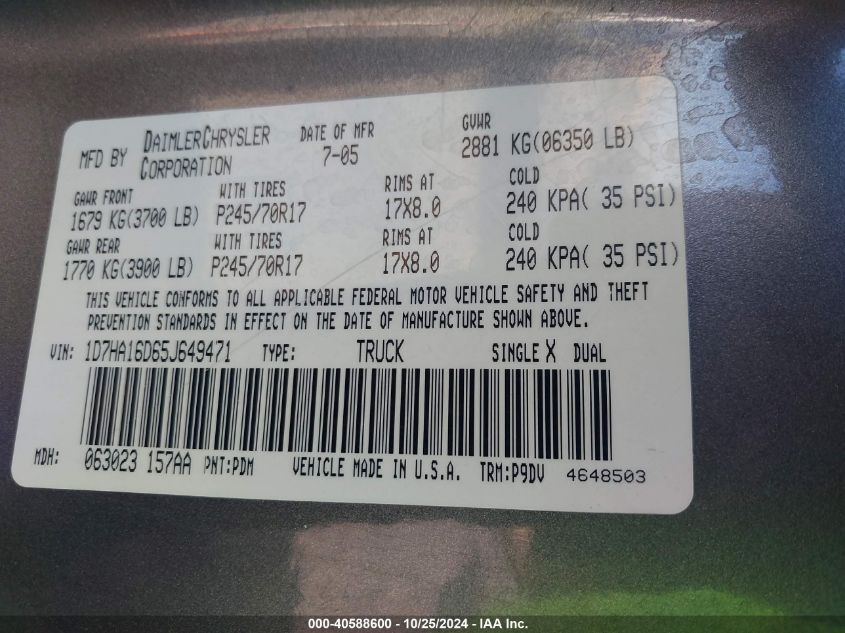 MFD BY DAIMLERCHRYSLER CORPORATION DATE OF MFR 7-05 GVWR 2881 KG(06350 LB)
GAWR FRONT WITH TIRES RIMS AT COLD
1679 KG(3700 LB) P245/70R17 17X8.0 240 KPA( 35 PSI)
GAWR REAR WITH TIRES RIMS AT COLD
1770 KG(3900 LB) P245/70R17 17X8.0 240 KPA( 35 PSI)
THIS VEHICLE CONFORMS TO ALL APPLICABLE FEDERAL MOTOR VEHICLE SAFETY AND THEFT
PREVENTION STANDARDS IN EFFECT ON THE DATE OF MANUFACTURE SHOWN ABOVE.
VIN: 1D7HA16D65J649471 TYPE: TRUCK SINGLE X DUAL
MDH: 063023 157AA PNT:PDM VEHICLE MADE IN U.S.A. TRM:P9DV 4648503
000-40588600 - 10/25/2024 - IAA Inc.